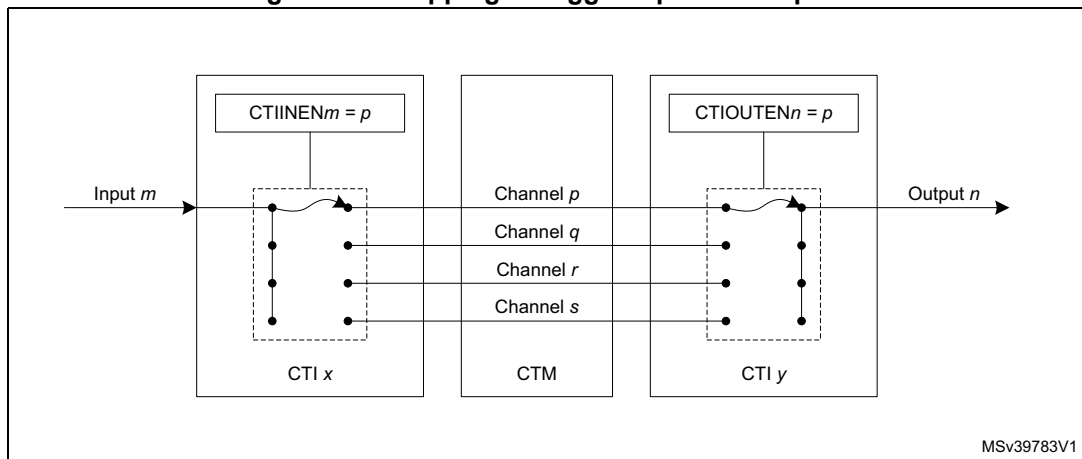 CTIINENm = p
CTIOUTENn = p
Input m
Channel p
Output n
Channel q
Channel r
Channel s
CTI x
CTM
CTI y
MSv39783V1